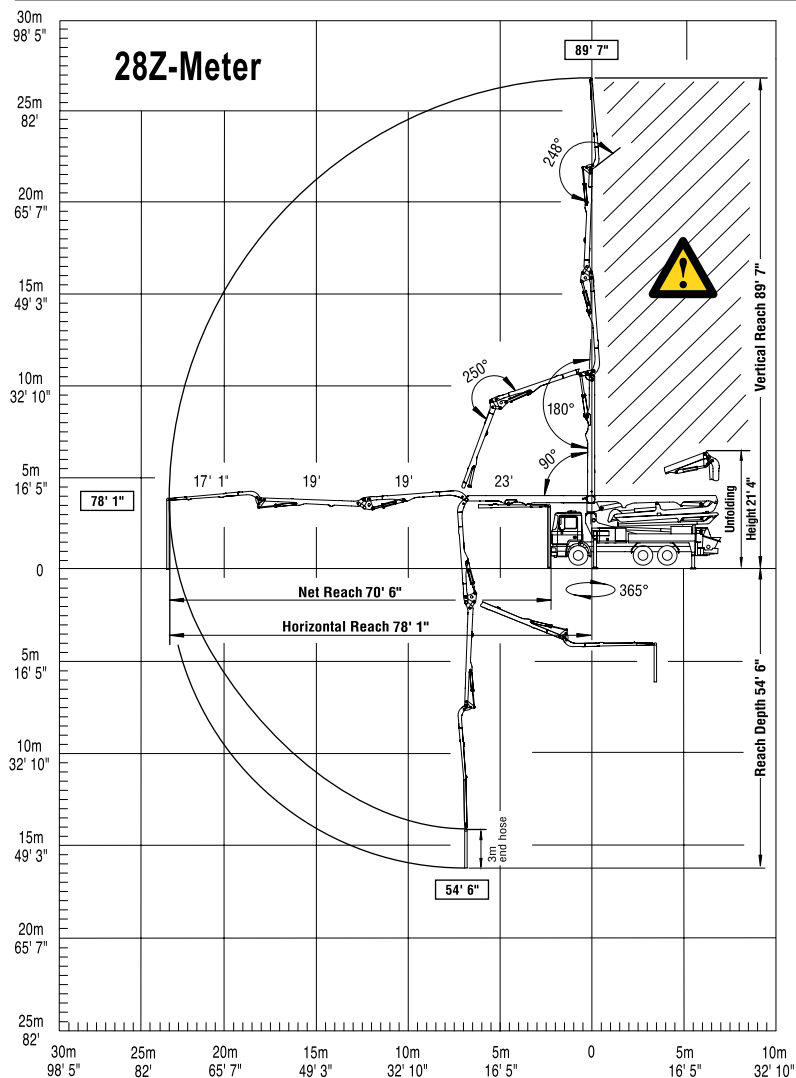 30m
98' 5"
28Z-Meter
89' 7"
25m
82'
248°
20m
65' 7"
15m
49' 3"
Vertical Reach 89' 7"
10m
32' 10"
250°
180°
90°
5m
16' 5"
17' 1"
19'
19'
23'
78' 1"
Unfolding
Height 21' 4"
0
Net Reach 70' 6"
365°
Horizontal Reach 78' 1"
5m
16' 5"
Reach Depth 54' 6"
10m
32' 10"
15m
49' 3"
3m
end hose
54' 6"
20m
65' 7"
25m
82'
30m
98' 5"
25m
82'
20m
65' 7"
15m
49' 3"
10m
32' 10"
5m
16' 5"
0
5m
16' 5"
10m
32' 10"
!